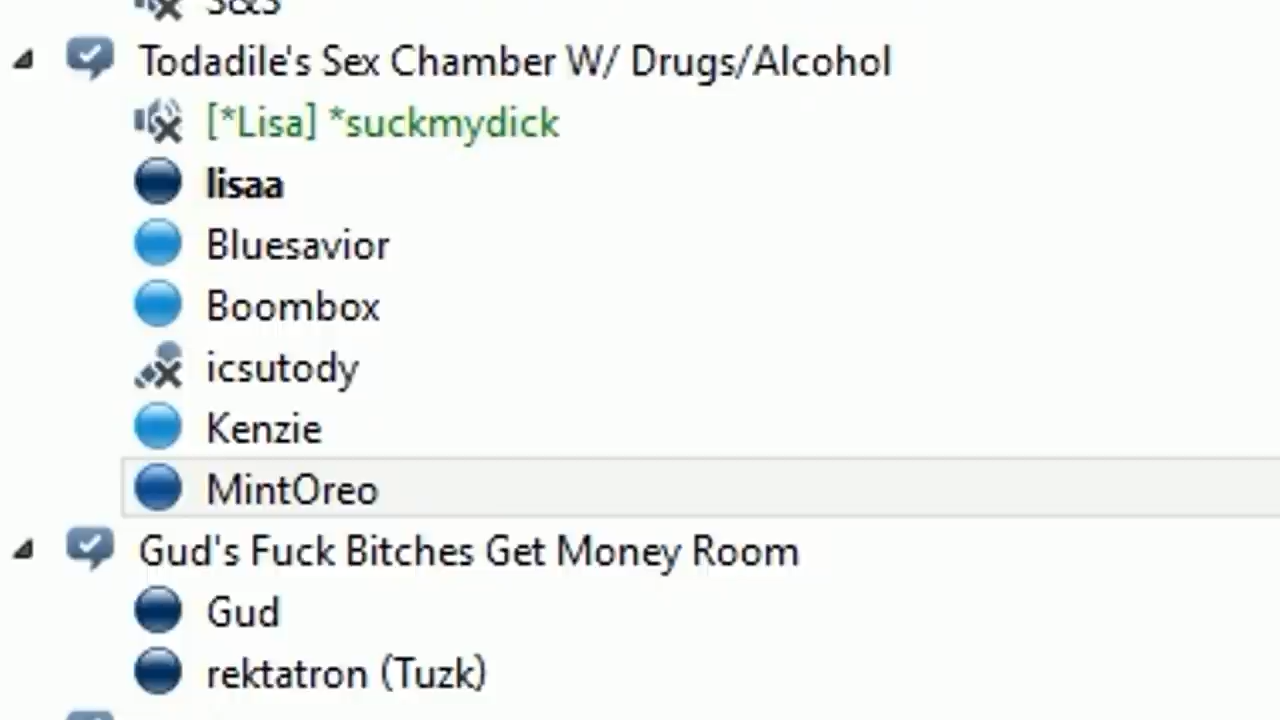 S&S
Todadile's Sex Chamber W/ Drugs/Alcohol
[*Lisa] *suckmydick
lisaa
Bluesavior
Boombox
icsutody
Kenzie
MintOreo
Gud's Fuck Bitches Get Money Room
Gud
rektatron (Tuzk)